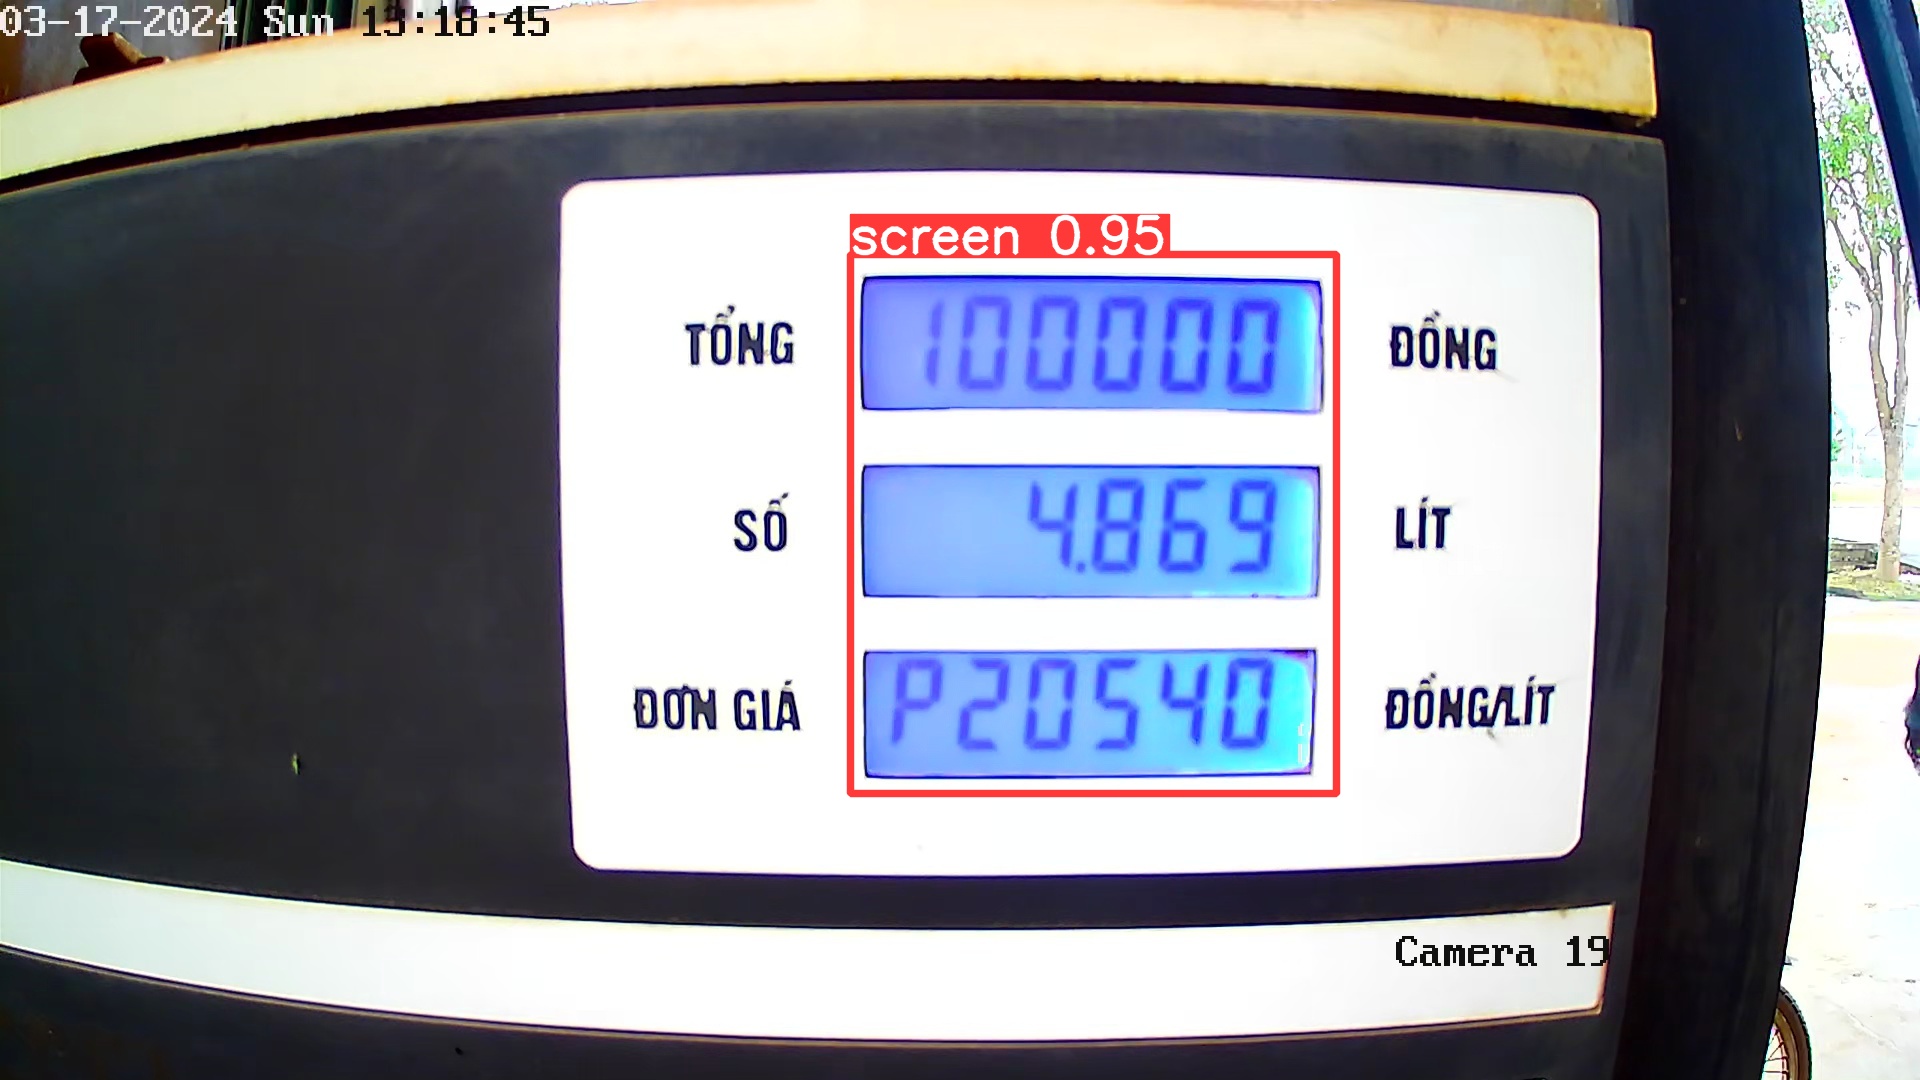 03-17-2024 Sun 13:18:45
screen 0.95
TỔNG 100000 ĐỒNG
SỐ 4.869 LÍT
ĐƠN GIÁ P20540 ĐỒNG/LÍT
Camera 19